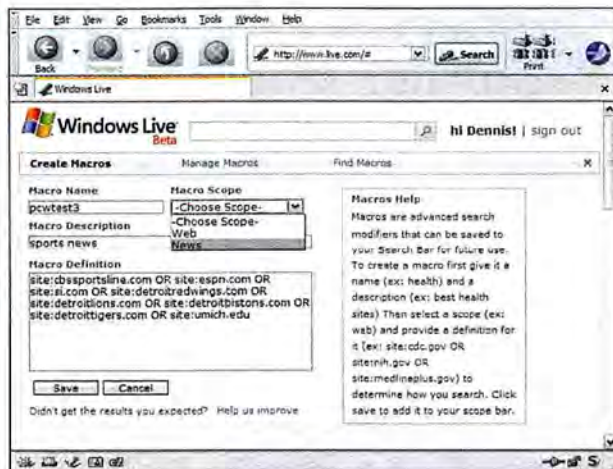 File Edit View Go Bookmarks Tools Window Help
Back
http://www.live.com/#
Search
Print
Windows Live
Windows Live
Beta
hi Dennis! | sign out
Create Macros Manage Macros Find Macros
Macro Name Macro Scope
pcwtest3 -Choose Scope-
-Choose Scope-
Macro Description Web
sports news News
Macro Definition
site:cbssportsline.com OR site:espn.com OR
site:si.com OR site:detroitredwings.com OR
site:detroitlions.com OR site:detroitpistons.com OR
site:detroittigers.com OR site:umich.edu
Save Cancel
Didn't get the results you expected? Help us improve
Macros Help
Macros are advanced search
modifiers that can be saved to
your Search Bar for future use.
To create a macro first give it a
name (ex: health) and a
description (ex: best health
sites) Then select a scope (ex:
web) and provide a definition for
it (ex: site:cdc.gov OR
site:nih.gov OR
site:medlineplus.gov) to
determine how you search. Click
save to add it to your scope bar.